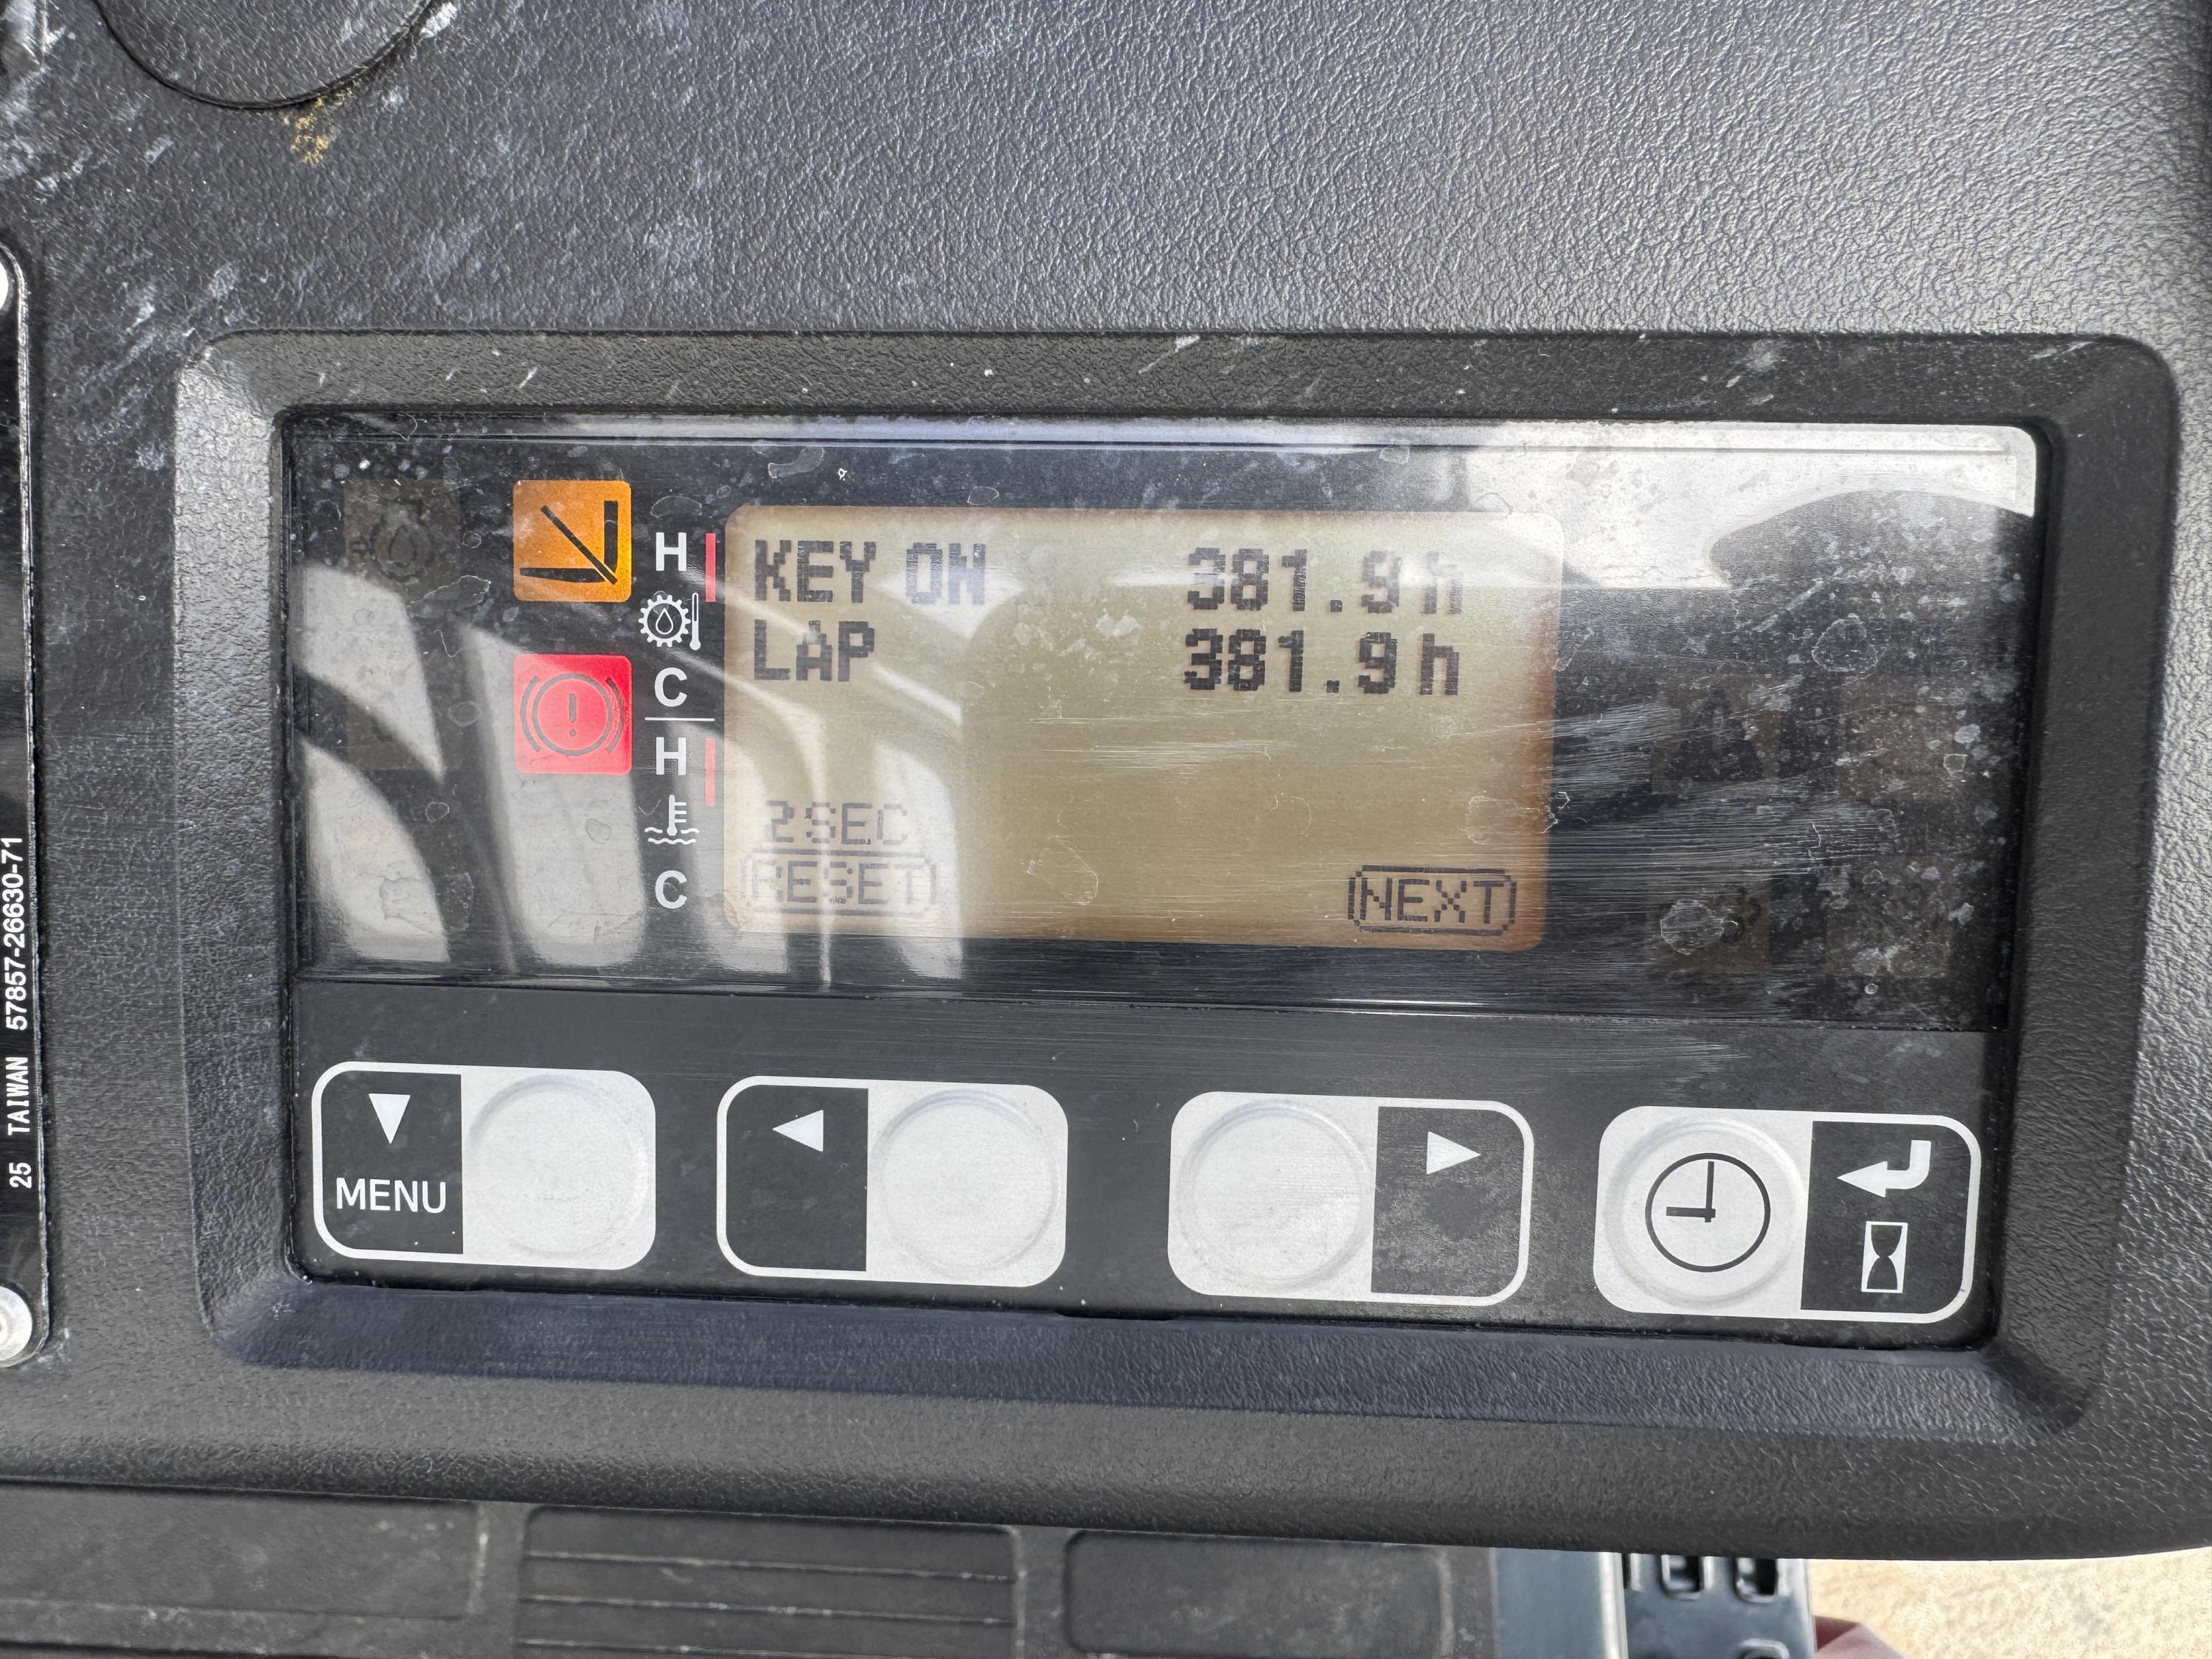 H
C
H
C
KEY ON 381.9h
LAP 381.9h
2SEC
RESET
NEXT
MENU
25 TAIWAN 57857-26630-71